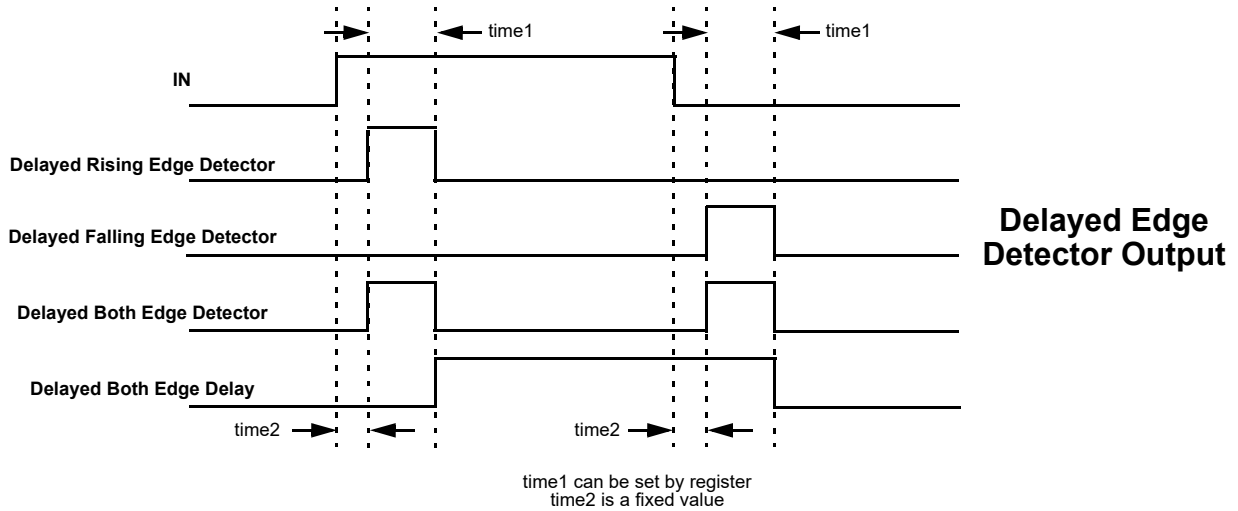 time1
time1
IN
Delayed Rising Edge Detector
Delayed Falling Edge Detector
Delayed Edge
Detector Output
Delayed Both Edge Detector
Delayed Both Edge Delay
time2
time2
time1 can be set by register
time2 is a fixed value